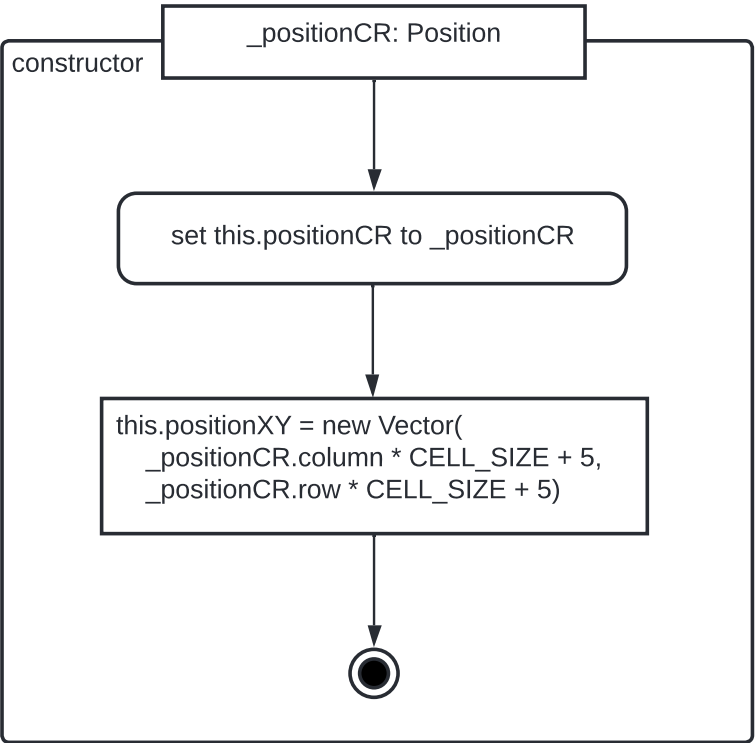 _positionCR: Position
constructor
set this.positionCR to _positionCR
this.positionXY = new Vector(
_positionCR.column * CELL_SIZE + 5,
_positionCR.row * CELL_SIZE + 5)